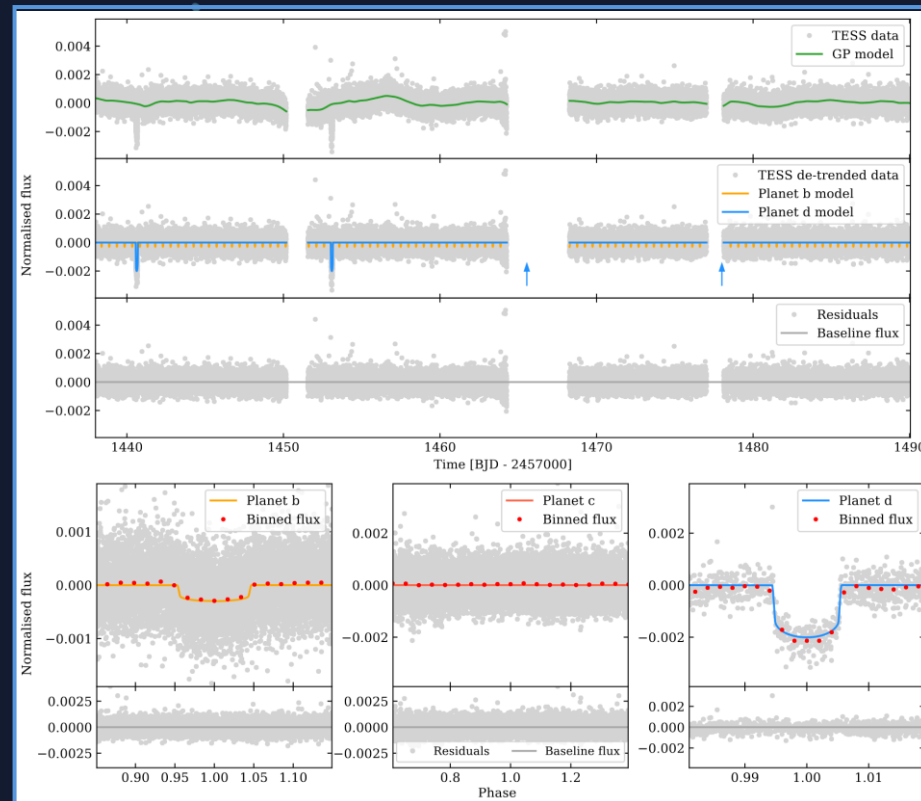 TESS data
GP model
0.004
0.002
0.000
−0.002
TESS de-trended data
Planet b model
Planet d model
0.004
0.002
0.000
−0.002
Normalised flux
Residuals
Baseline flux
0.004
0.002
0.000
−0.002
1440 1450 1460 1470 1480 1490
Time [BJD - 2457000]
Planet b
Binned flux
0.001
0.000
−0.001
Planet c
Binned flux
0.002
0.000
−0.002
Planet d
Binned flux
0.002
0.000
−0.002
Normalised flux
0.0025
0.0000
−0.0025
0.90 0.95 1.00 1.05 1.10
0.0025
0.0000
−0.0025
Residuals Baseline flux
0.8 1.0 1.2
0.002
0.000
−0.002
0.99 1.00 1.01
Phase